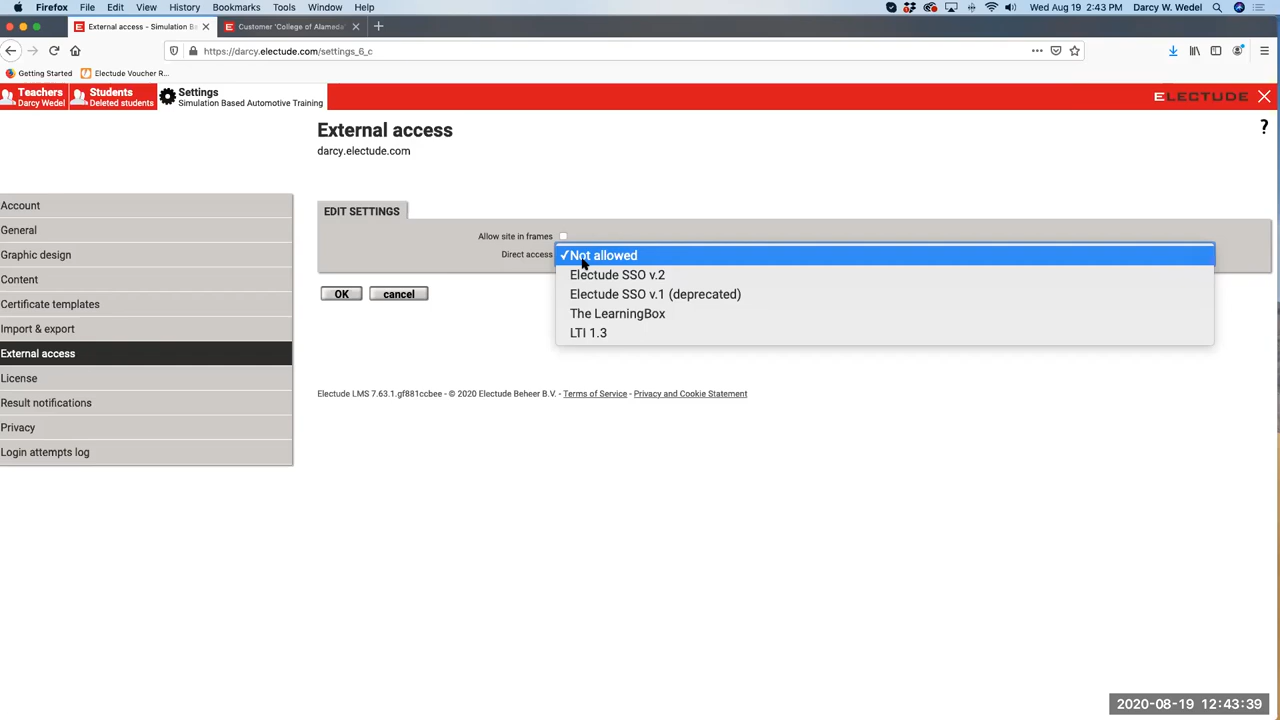 Firefox File Edit View History Bookmarks Tools Window Help Wed Aug 19 2:43 PM Darcy W. Wedel
External access - Simulation Ba
Customer 'College of Alameda'
https://darcy.electude.com/settings_6_c
Getting Started Electude Voucher R...
Teachers
Darcy Wedel
Students
Deleted students
Settings
Simulation Based Automotive Training
ELECTUDE
External access
?
darcy.electude.com
Account
General
Graphic design
Content
Certificate templates
Import & export
External access
License
Result notifications
Privacy
Login attempts log
EDIT SETTINGS
Allow site in frames
Direct access
✓Not allowed
Electude SSO v.2
Electude SSO v.1 (deprecated)
The LearningBox
LTI 1.3
OK cancel
Electude LMS 7.63.1.gf881ccbee - © 2020 Electude Beheer B.V. - Terms of Service - Privacy and Cookie Statement
2020-08-19 12:43:39